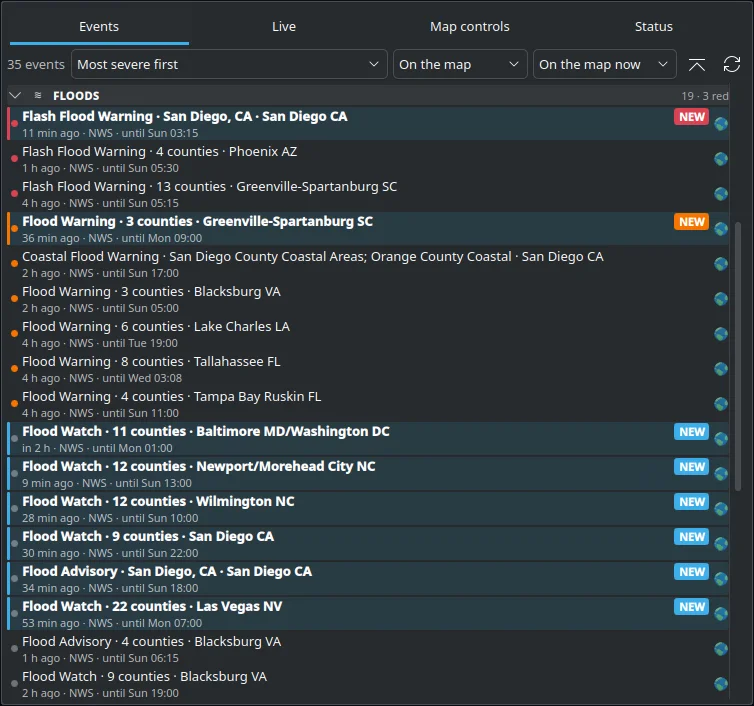 Events Live Map controls Status
35 events Most severe first On the map On the map now
FLOODS 19 · 3 red
Flash Flood Warning · San Diego, CA · San Diego CA NEW
11 min ago · NWS · until Sun 03:15
Flash Flood Warning · 4 counties · Phoenix AZ
1 h ago · NWS · until Sun 05:30
Flash Flood Warning · 13 counties · Greenville-Spartanburg SC
4 h ago · NWS · until Sun 05:15
Flood Warning · 3 counties · Greenville-Spartanburg SC NEW
36 min ago · NWS · until Mon 09:00
Coastal Flood Warning · San Diego County Coastal Areas; Orange County Coastal · San Diego CA
2 h ago · NWS · until Sun 17:00
Flood Warning · 3 counties · Blacksburg VA
2 h ago · NWS · until Sun 05:00
Flood Warning · 6 counties · Lake Charles LA
4 h ago · NWS · until Tue 19:00
Flood Warning · 8 counties · Tallahassee FL
4 h ago · NWS · until Wed 03:08
Flood Warning · 4 counties · Tampa Bay Ruskin FL
4 h ago · NWS · until Sun 11:00
Flood Watch · 11 counties · Baltimore MD/Washington DC NEW
in 2 h · NWS · until Mon 01:00
Flood Watch · 12 counties · Newport/Morehead City NC NEW
9 min ago · NWS · until Sun 13:00
Flood Watch · 12 counties · Wilmington NC NEW
28 min ago · NWS · until Sun 10:00
Flood Watch · 9 counties · San Diego CA NEW
30 min ago · NWS · until Sun 22:00
Flood Advisory · San Diego, CA · San Diego CA NEW
34 min ago · NWS · until Sun 18:00
Flood Watch · 22 counties · Las Vegas NV NEW
53 min ago · NWS · until Mon 07:00
Flood Advisory · 4 counties · Blacksburg VA
1 h ago · NWS · until Sun 06:15
Flood Watch · 9 counties · Blacksburg VA
2 h ago · NWS · until Sun 19:00